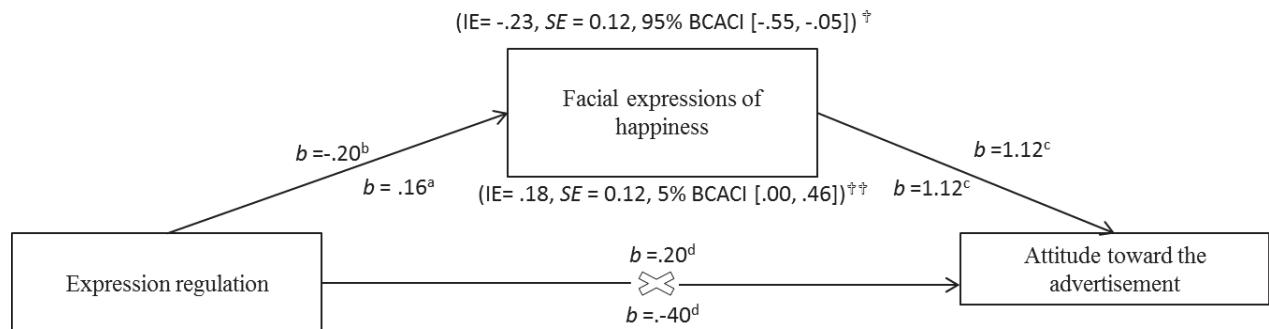 (IE= -.23, SE = 0.12, 95% BCACI [-.55, -.05]) †
Facial expressions of
happiness
b =-.20ᵇ
b = .16ᵃ
b =1.12ᶜ
b =1.12ᶜ
(IE= .18, SE = 0.12, 5% BCACI [.00, .46])††
Expression regulation
b =.20ᵈ
b =.-40ᵈ
Attitude toward the
advertisement